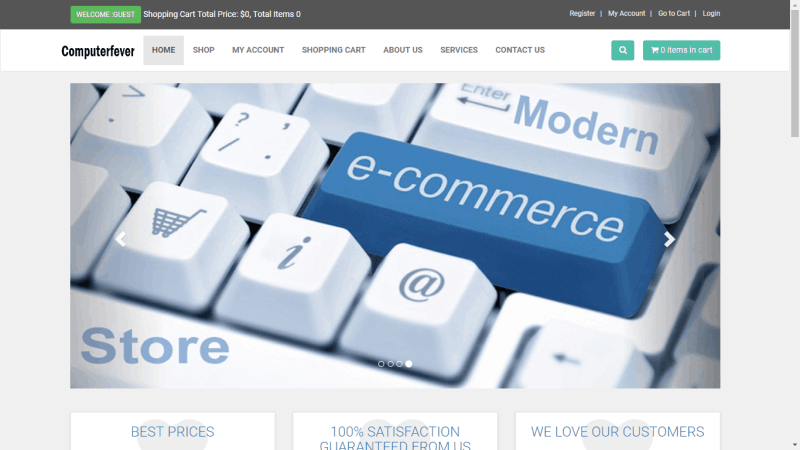 WELCOME :GUEST Shopping Cart Total Price: $0, Total Items 0
Register | My Account | Go to Cart | Login
Computerfever
HOME SHOP MY ACCOUNT SHOPPING CART ABOUT US SERVICES CONTACT US
0 items in cart
Enter
Modern
e-commerce
? ;
/ .
i
@
Store
BEST PRICES
100% SATISFACTION
GUARANTEED FROM US
WE LOVE OUR CUSTOMERS